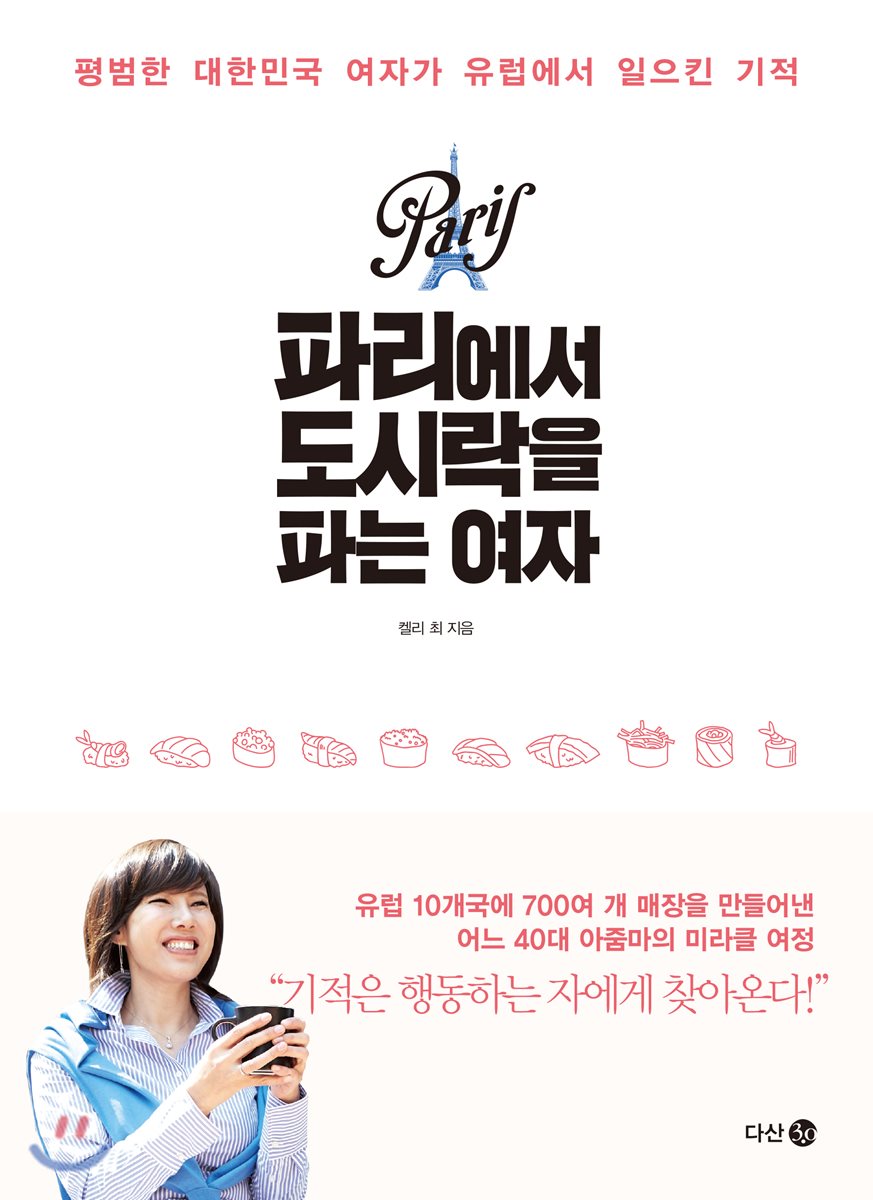 평범한 대한민국 여자가 유럽에서 일으킨 기적
Paris
파리에서
도시락을
파는 여자
켈리 최 지음
유럽 10개국에 700여 개 매장을 만들어낸
어느 40대 아줌마의 미라클 여정
“기적은 행동하는 자에게 찾아온다!”
다산 3.0